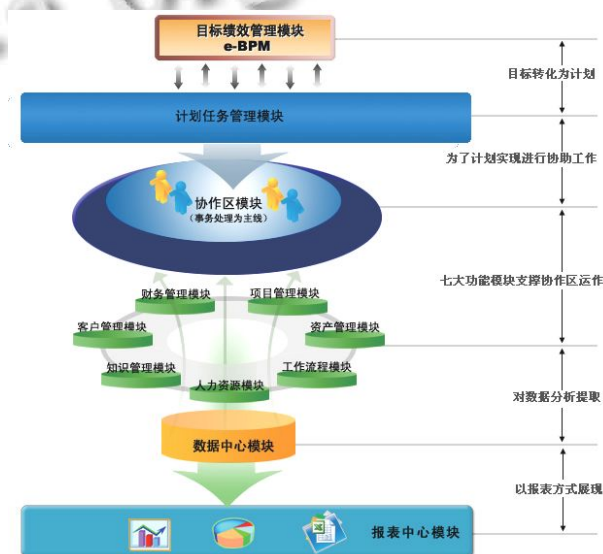 目标绩效管理模块
e-BPM
目标转化为计划
计划任务管理模块
为了计划实现进行协助工作
协作区模块
(事务处理为主线)
七大功能模块支撑协作区运作
财务管理模块
项目管理模块
客户管理模块
资产管理模块
知识管理模块
工作流程模块
人力资源模块
对数据分析提取
数据中心模块
以报表方式展现
报表中心模块